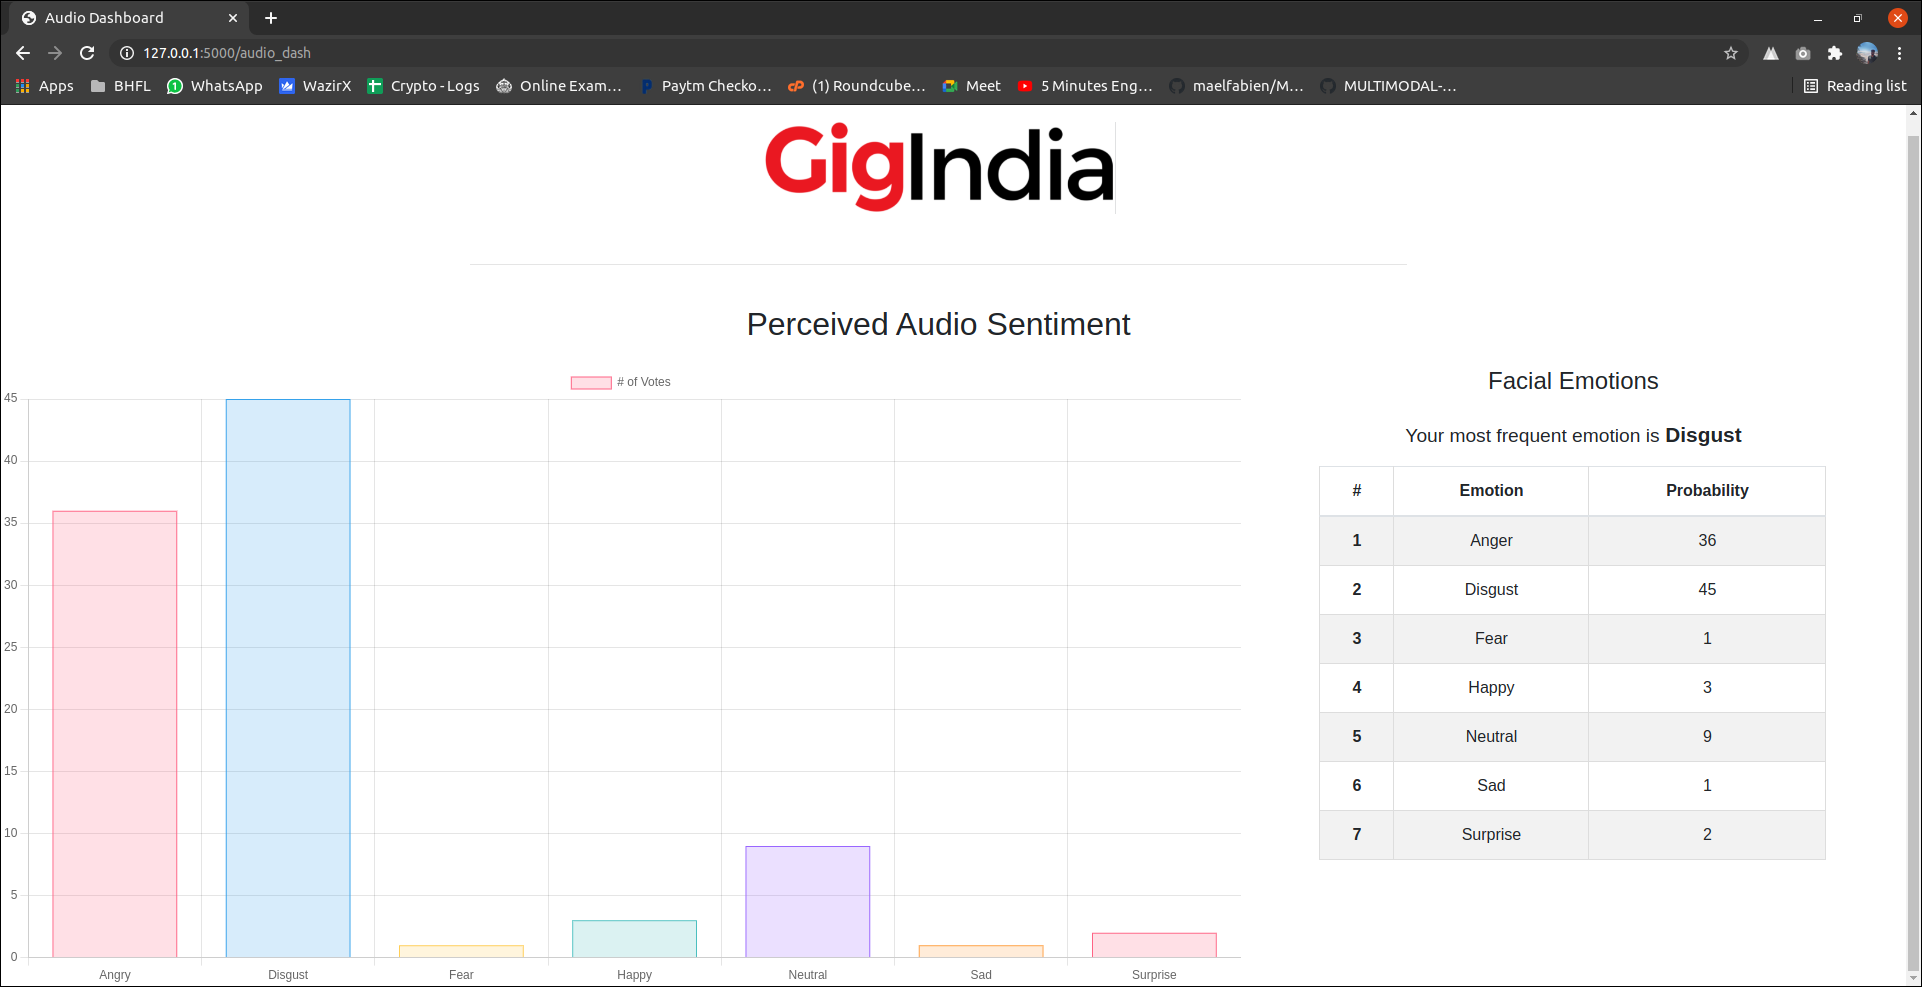 Audio Dashboard
127.0.0.1:5000/audio_dash
Apps BHFL WhatsApp WazirX Crypto - Logs Online Exam... Paytm Checko... (1) Roundcube... Meet 5 Minutes Eng... maelfabien/M... MULTIMODAL-... Reading list
GigIndia
Perceived Audio Sentiment
# of Votes
45
40
35
30
25
20
15
10
5
0
Angry Disgust Fear Happy Neutral Sad Surprise
Facial Emotions
Your most frequent emotion is Disgust
# Emotion Probability
1 Anger 36
2 Disgust 45
3 Fear 1
4 Happy 3
5 Neutral 9
6 Sad 1
7 Surprise 2